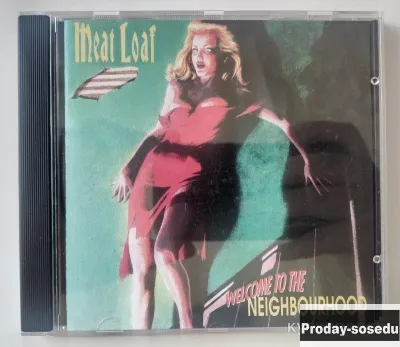 Meat Loaf
WELCOME TO THE
NEIGHBOURHOOD
Proday-sosedu